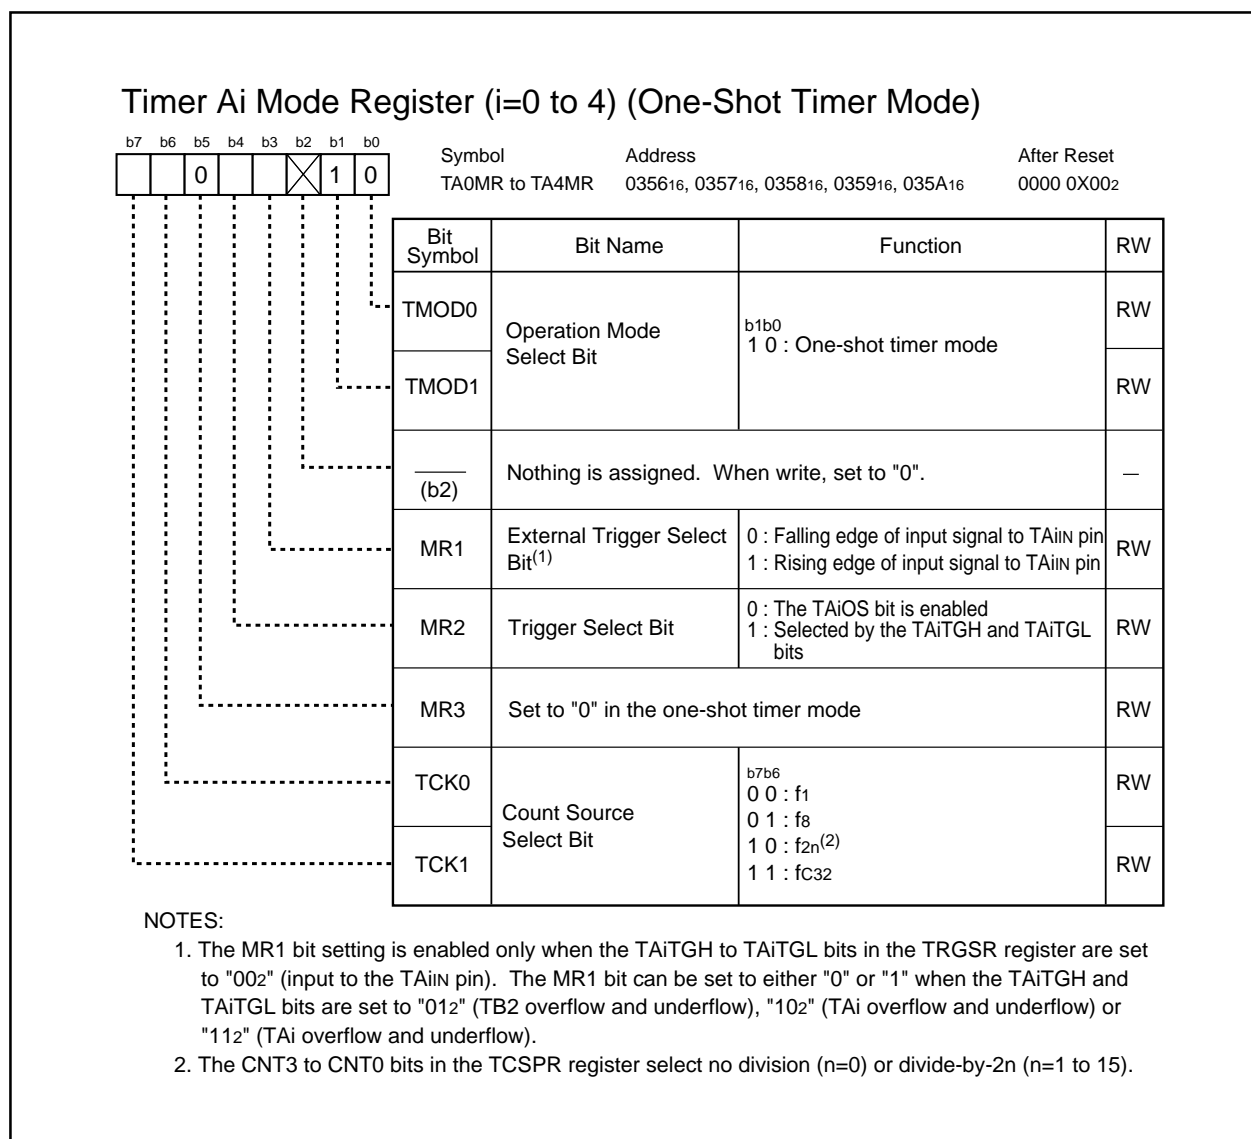 Timer Ai Mode Register (i=0 to 4) (One-Shot Timer Mode)
b7 b6 b5 b4 b3 b2 b1 b0
0 1 0
Symbol Address After Reset
TA0MR to TA4MR 035616, 035716, 035816, 035916, 035A16 0000 0X002
Bit Symbol Bit Name Function RW
TMOD0 RW
Operation Mode
Select Bit
b1b0
1 0 : One-shot timer mode
TMOD1 RW
(b2) Nothing is assigned. When write, set to "0". —
MR1 External Trigger Select
Bit(1)
0 : Falling edge of input signal to TAiIN pin
1 : Rising edge of input signal to TAiIN pin
RW
MR2 Trigger Select Bit
0 : The TAiOS bit is enabled
1 : Selected by the TAiTGH and TAiTGL
bits
RW
MR3 Set to "0" in the one-shot timer mode RW
TCK0 RW
Count Source
Select Bit
b7b6
0 0 : f1
0 1 : f8
1 0 : f2n(2)
1 1 : fC32
TCK1 RW
NOTES:
1. The MR1 bit setting is enabled only when the TAiTGH to TAiTGL bits in the TRGSR register are set
to "002" (input to the TAiIN pin). The MR1 bit can be set to either "0" or "1" when the TAiTGH and
TAiTGL bits are set to "012" (TB2 overflow and underflow), "102" (TAi overflow and underflow) or
"112" (TAi overflow and underflow).
2. The CNT3 to CNT0 bits in the TCSPR register select no division (n=0) or divide-by-2n (n=1 to 15).